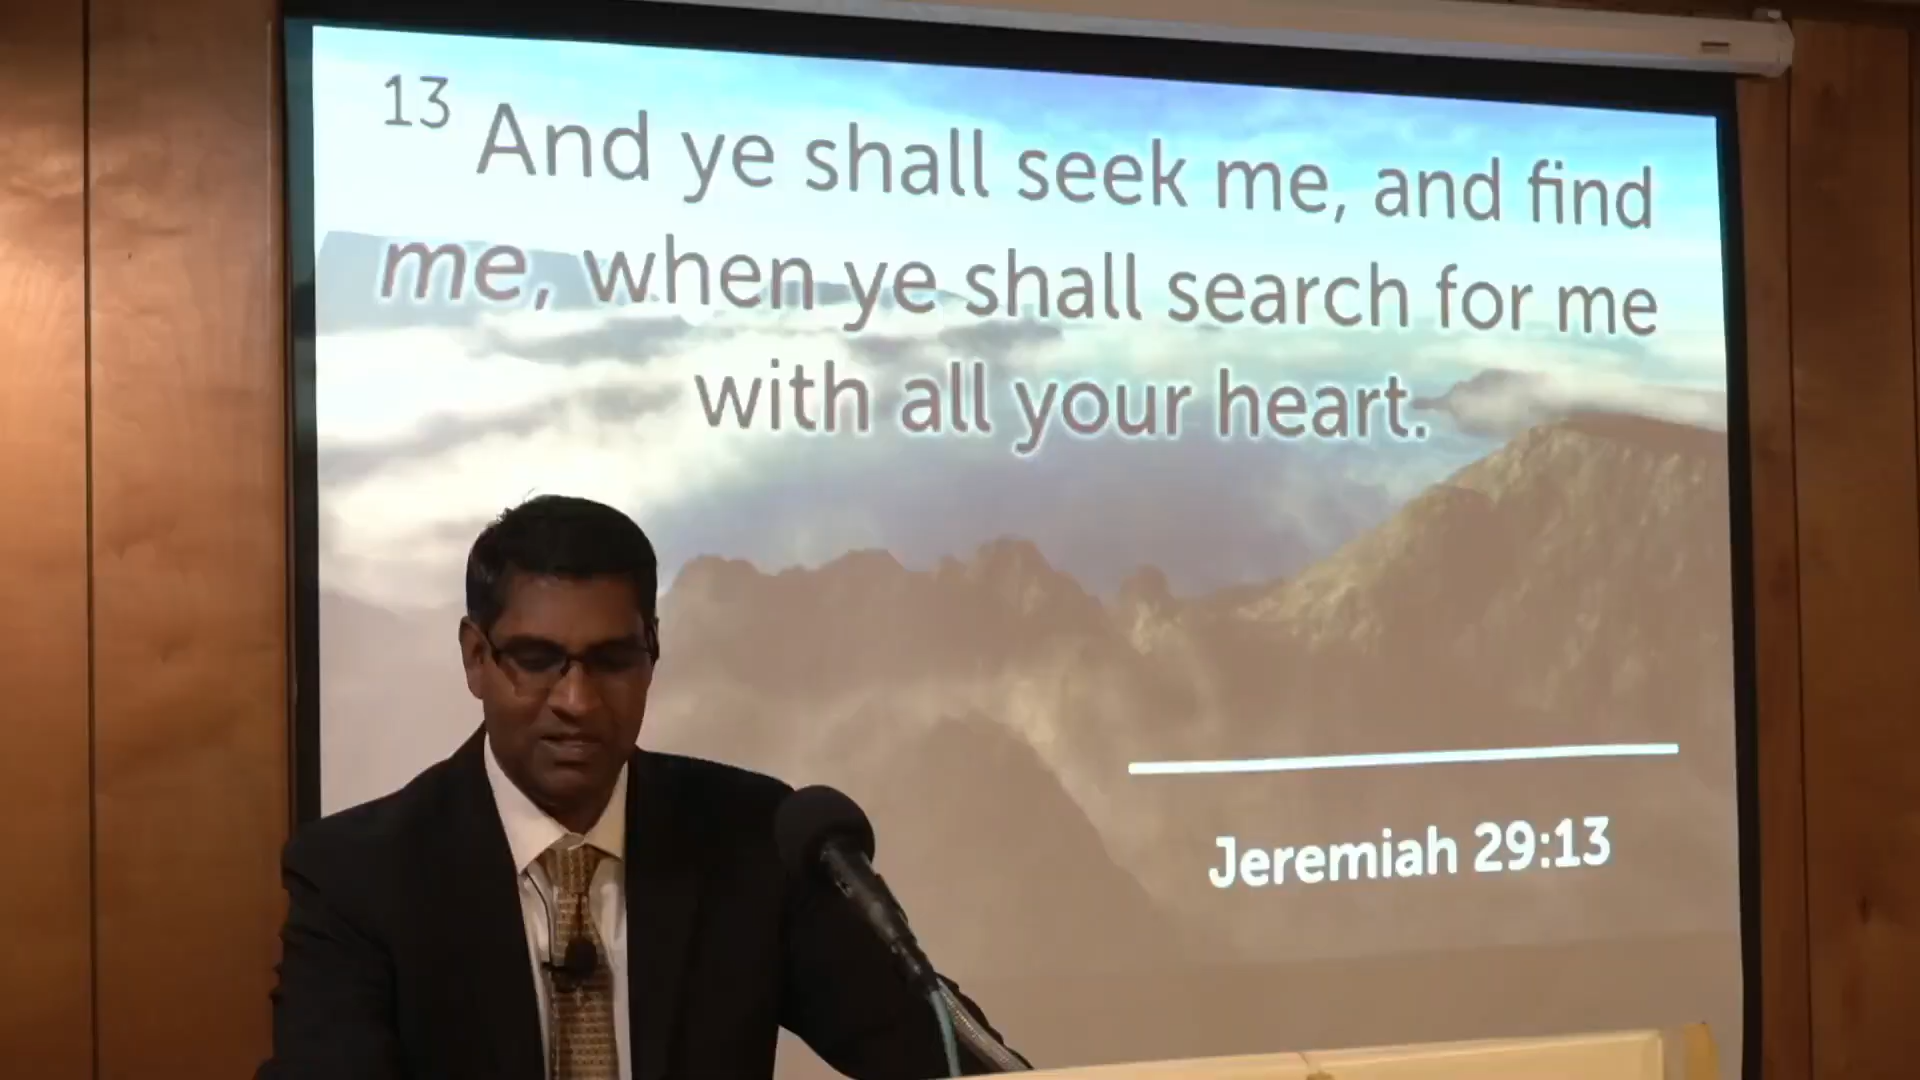 13 And ye shall seek me, and find
me, when ye shall search for me
with all your heart.
Jeremiah 29:13